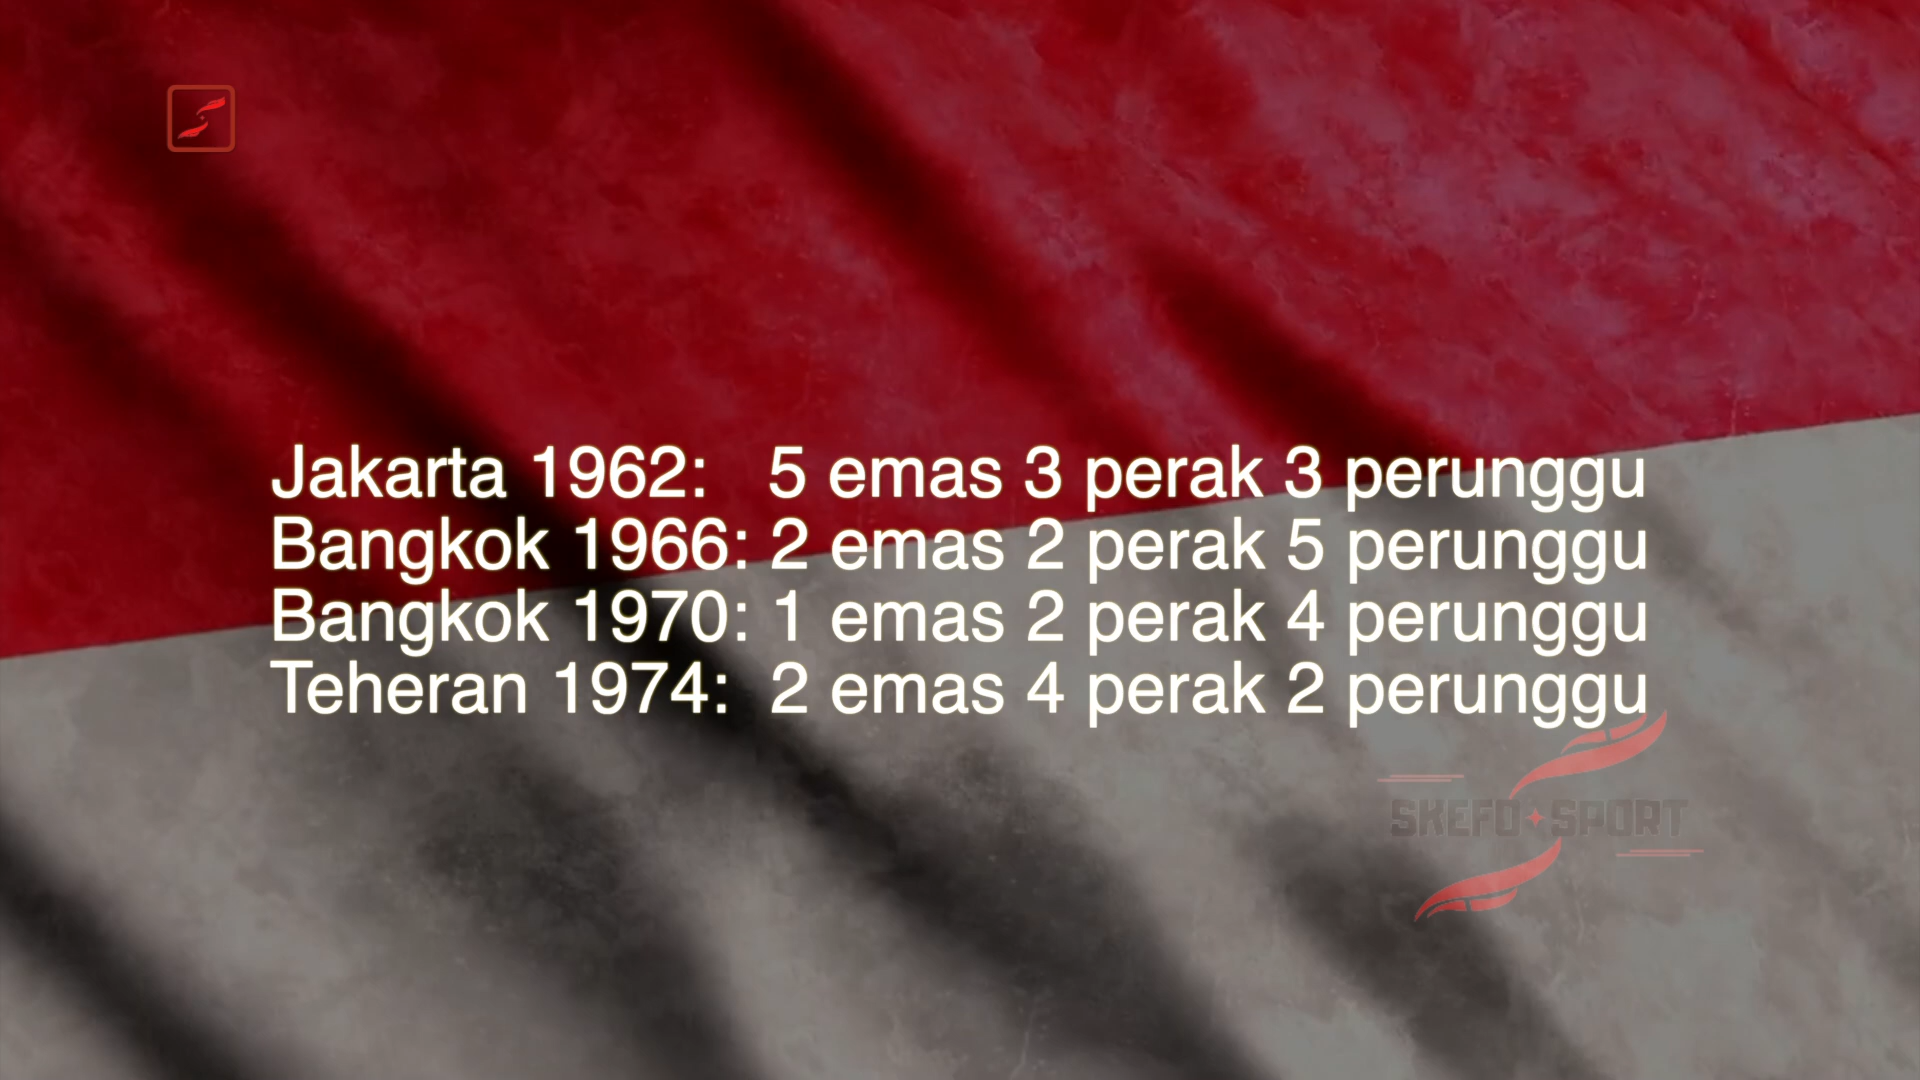 Jakarta 1962: 5 emas 3 perak 3 perunggu
Bangkok 1966: 2 emas 2 perak 5 perunggu
Bangkok 1970: 1 emas 2 perak 4 perunggu
Teheran 1974: 2 emas 4 perak 2 perunggu
SKEFO SPORT